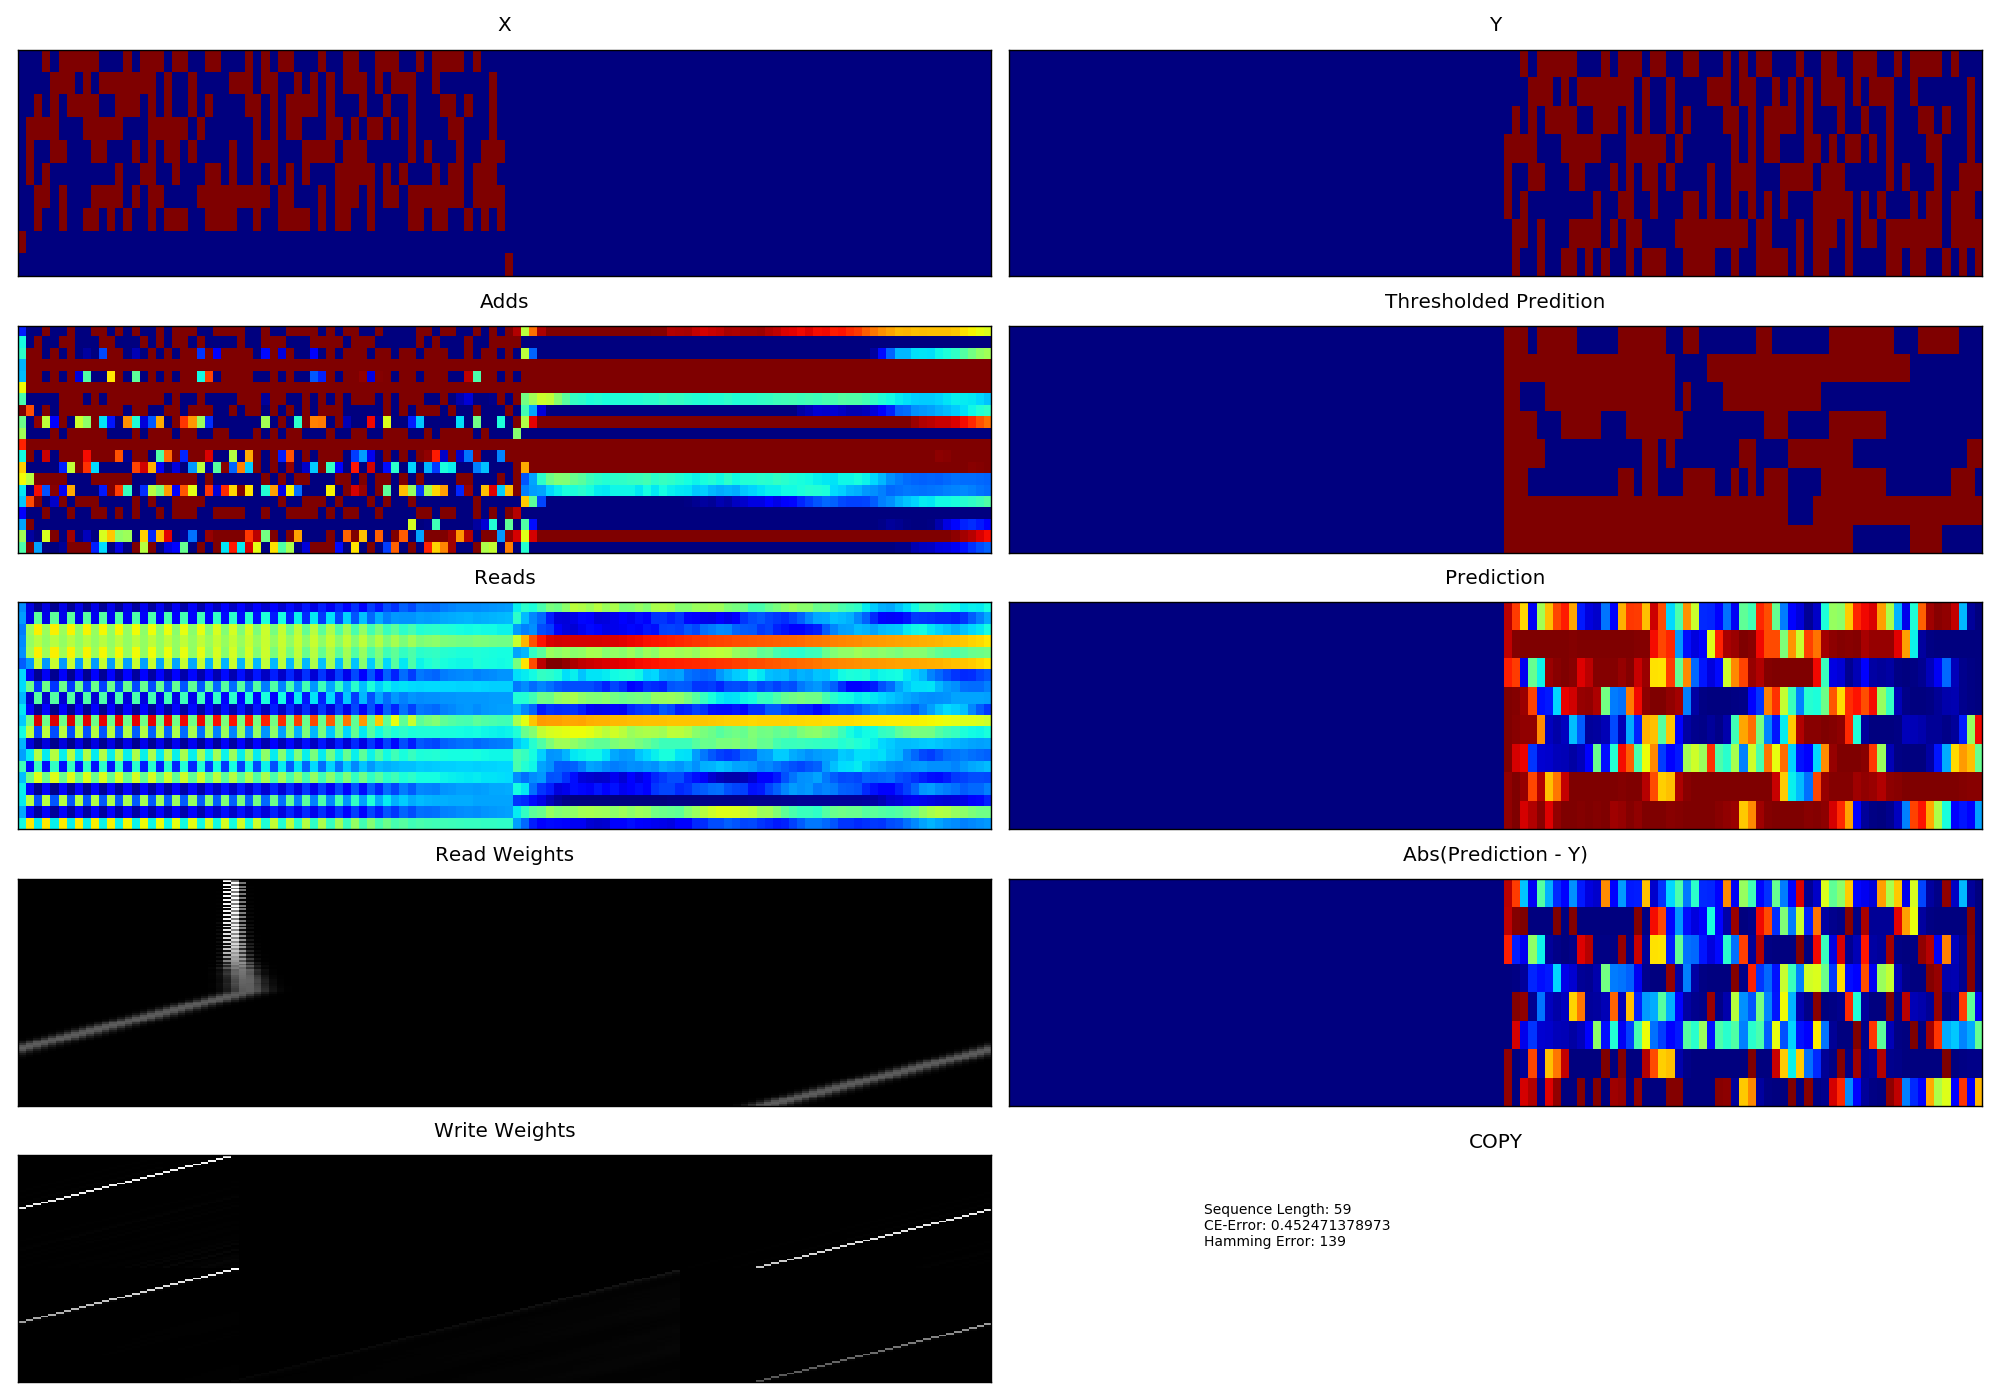 X
Y
Adds
Thresholded Predition
Reads
Prediction
Read Weights
Abs(Prediction - Y)
Write Weights
COPY
Sequence Length: 59
CE-Error: 0.452471378973
Hamming Error: 139